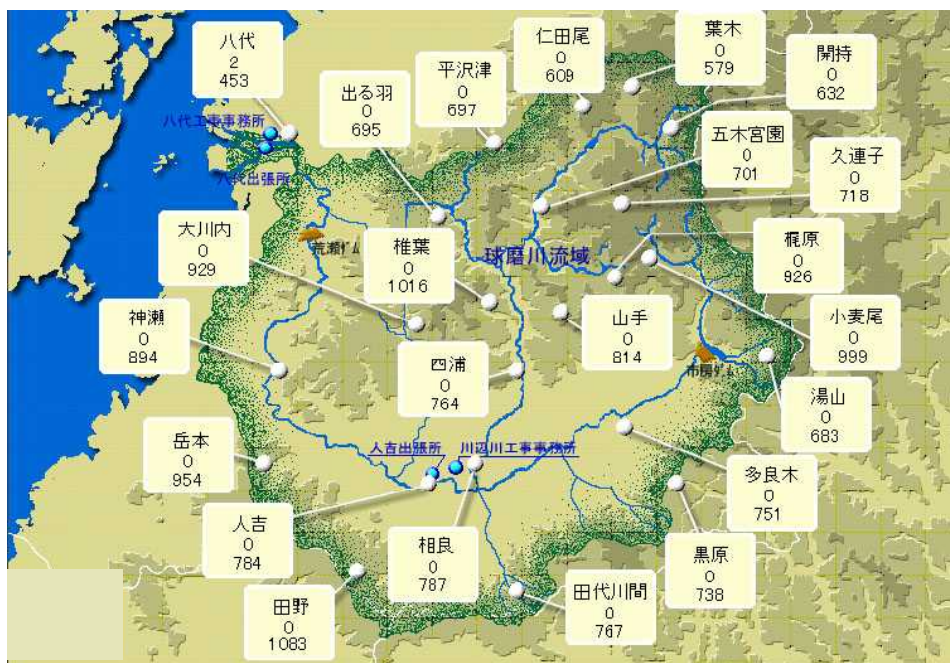 八代
2
453
出る羽
0
695
平沢津
0
697
仁田尾
0
609
葉木
0
579
開持
0
632
五木宮園
0
701
久連子
0
718
八代工事事務所
八代出張所
大川内
0
929
荒瀬ダム
椎葉
0
1016
球磨川流域
梶原
0
926
神瀬
0
894
四浦
0
764
山手
0
814
小麦尾
0
999
市房ダム
湯山
0
683
岳本
0
954
人吉出張所
川辺川工事事務所
多良木
0
751
人吉
0
784
相良
0
787
黒原
0
738
田野
0
1083
田代川間
0
767